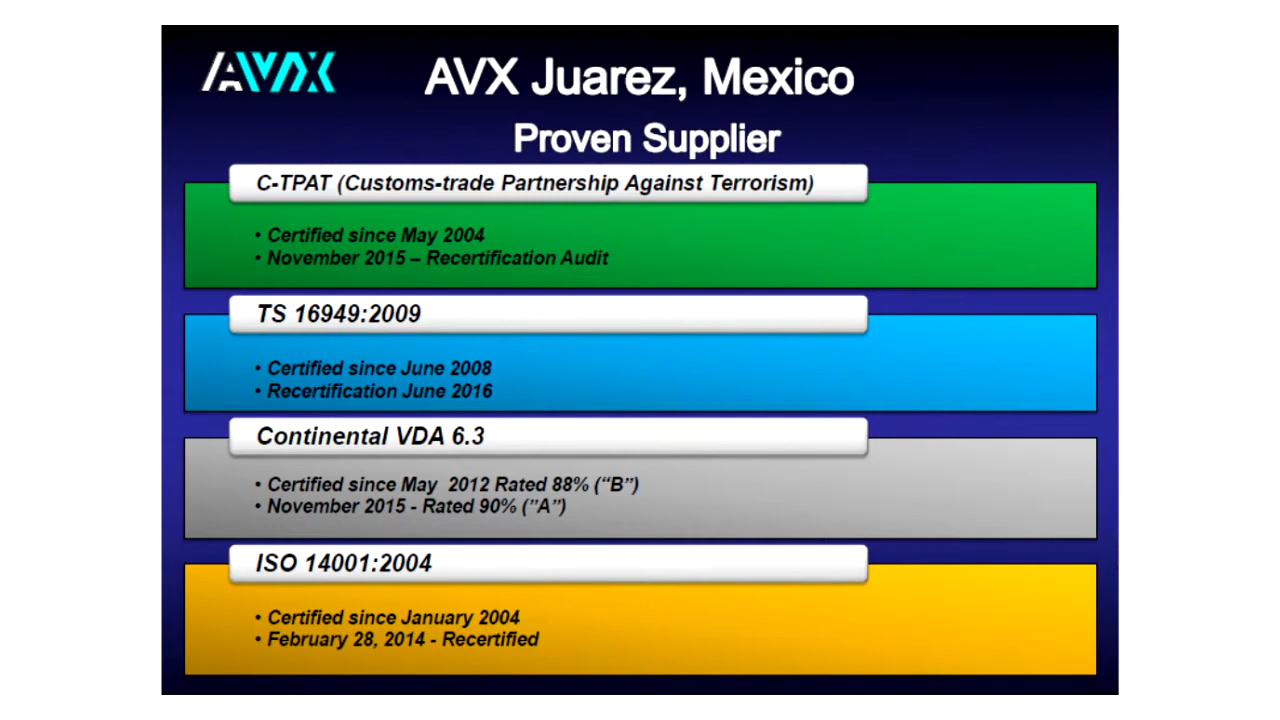 AVX
AVX Juarez, Mexico
Proven Supplier
C-TPAT (Customs-trade Partnership Against Terrorism)
• Certified since May 2004
• November 2015 – Recertification Audit
TS 16949:2009
• Certified since June 2008
• Recertification June 2016
Continental VDA 6.3
• Certified since May  2012 Rated 88% (“B”)
• November 2015 - Rated 90% (”A”)
ISO 14001:2004
• Certified since January 2004
• February 28, 2014 - Recertified